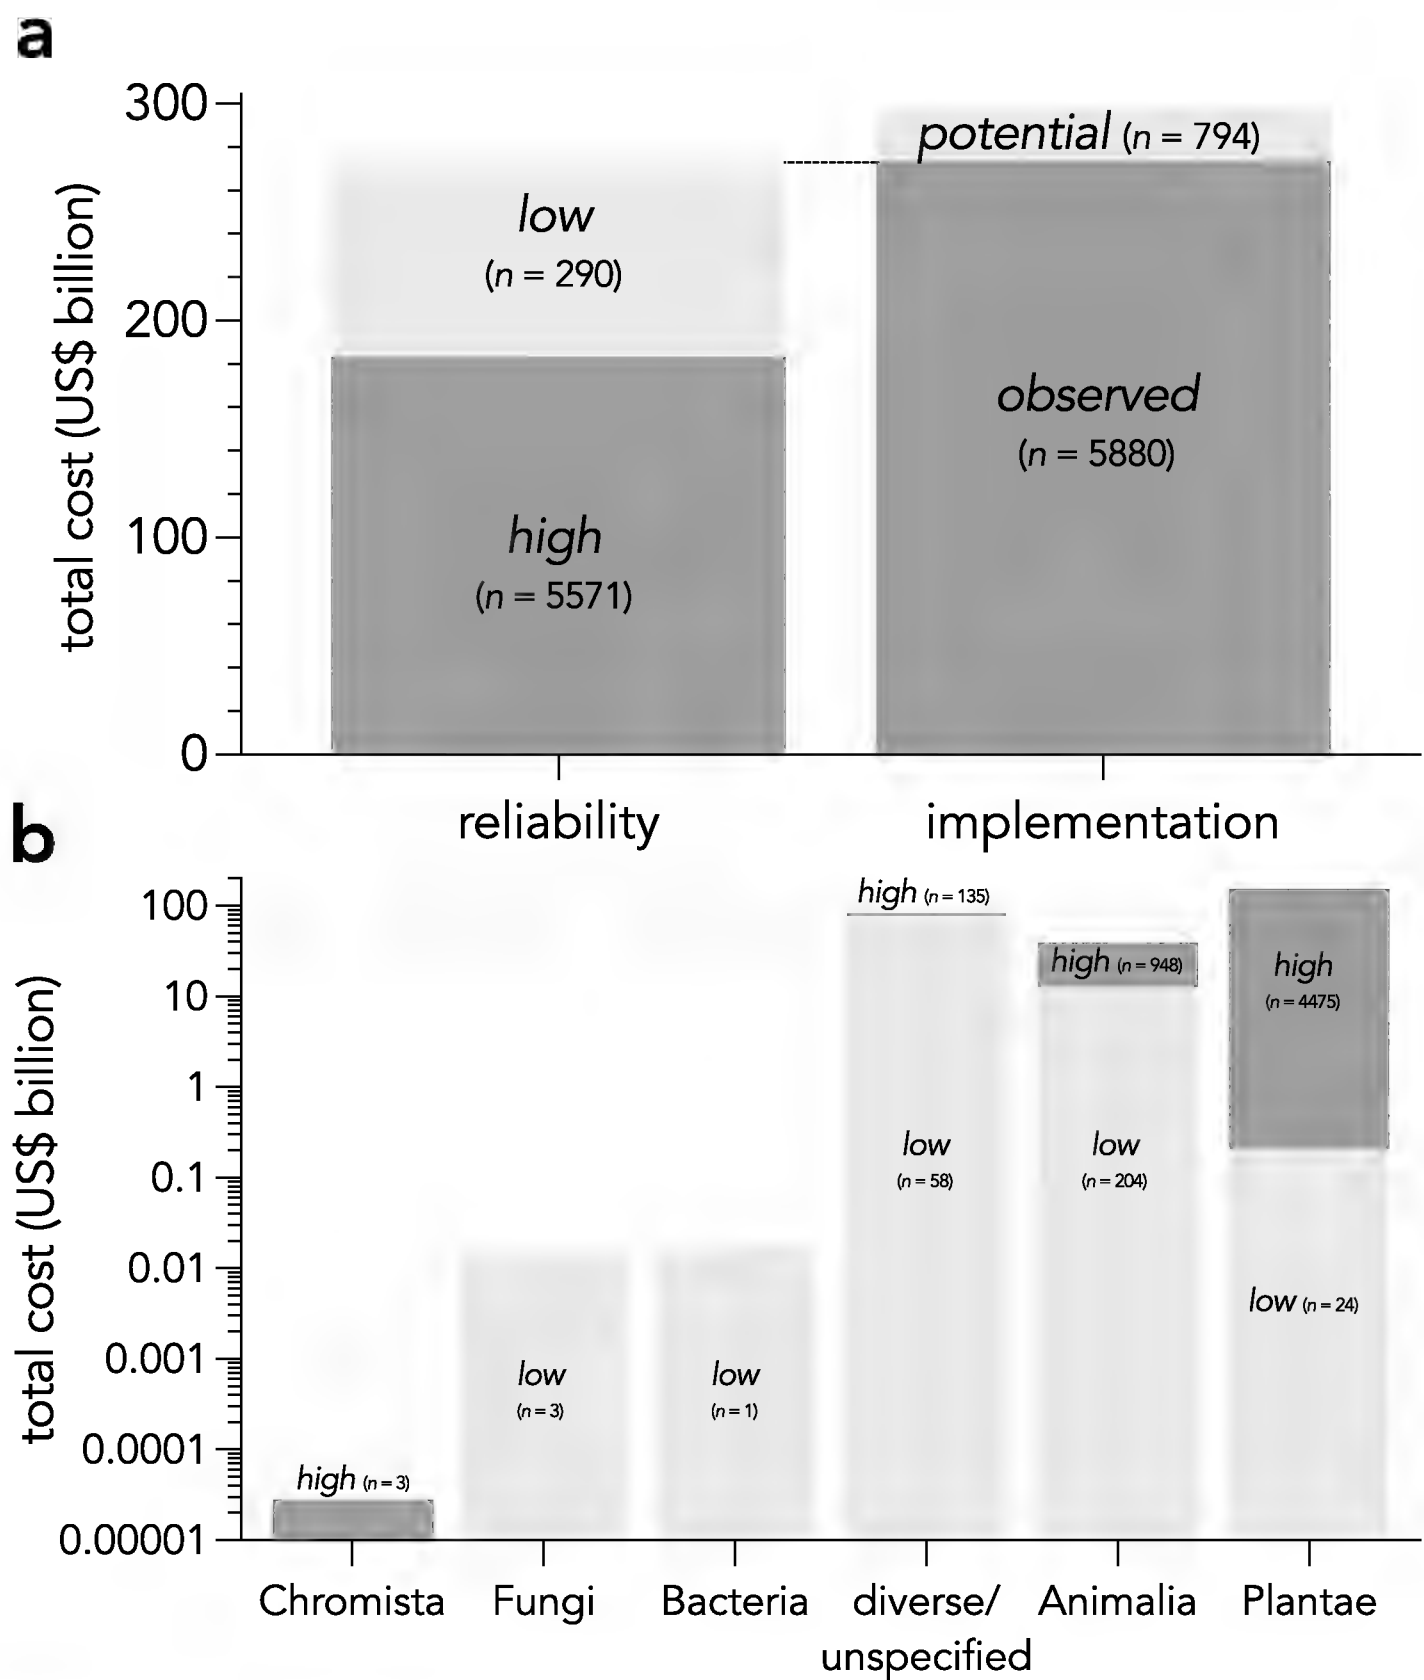 a
300
200
100
0
total cost (US$ billion)
low
(n = 290)
high
(n = 5571)
potential (n = 794)
observed
(n = 5880)
reliability
implementation
b
100
10
1
0.1
0.01
0.001
0.0001
0.00001
total cost (US$ billion)
high (n = 3)
low
(n = 3)
low
(n = 1)
high (n = 135)
low
(n = 58)
high (n = 948)
low
(n = 204)
high
(n = 4475)
low (n = 24)
Chromista
Fungi
Bacteria
diverse/
unspecified
Animalia
Plantae